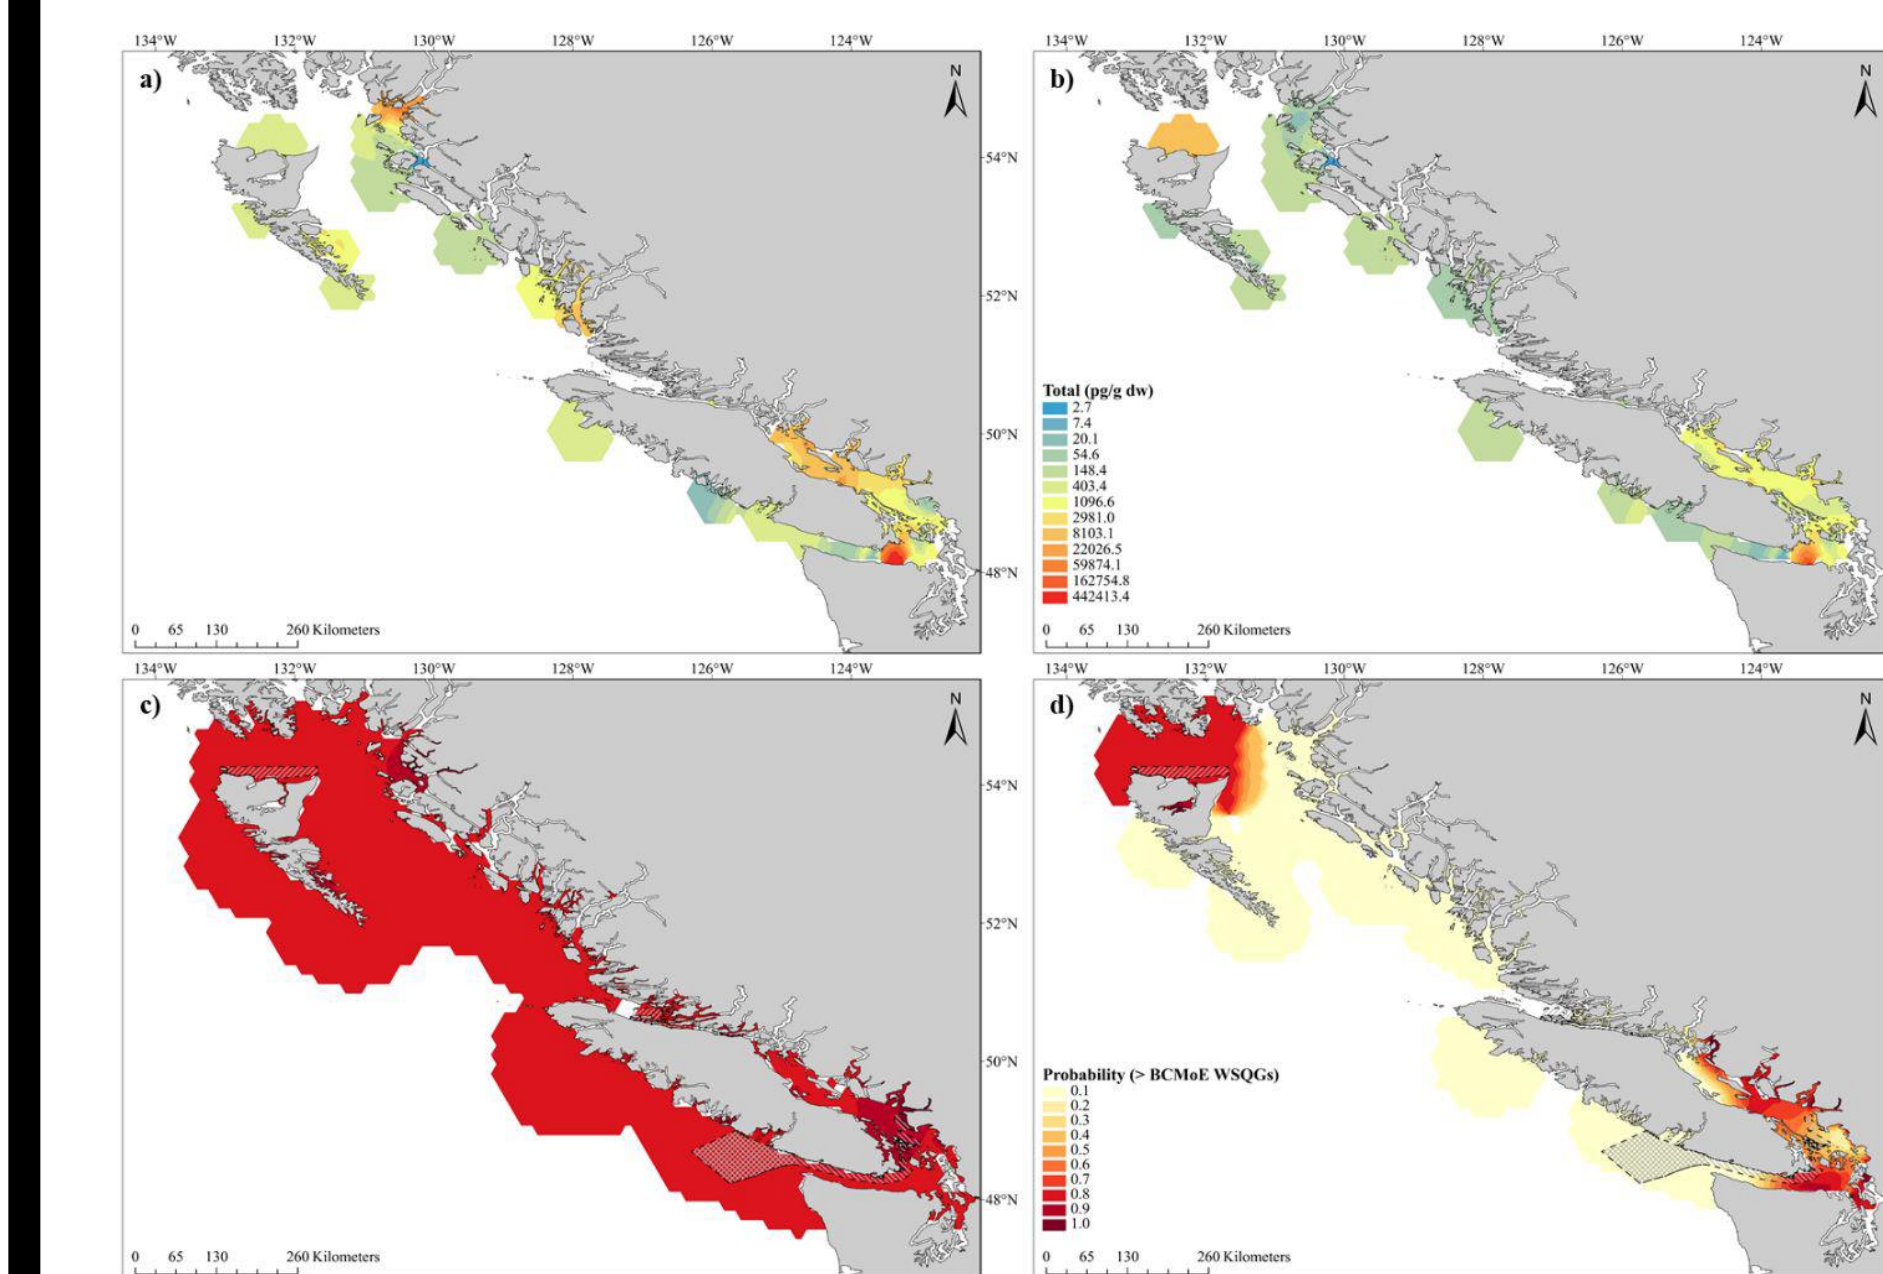 134°W 132°W 130°W 128°W 126°W 124°W 134°W 132°W 130°W 128°W 126°W 124°W
a) N b) N
54°N
52°N
Total (pg/g dw)
2.7
7.4
20.1
54.6
148.4
403.4
1096.6
2981.0
8103.1
22026.5
59874.1
162754.8
442413.4
50°N
48°N
0 65 130 260 Kilometers 0 65 130 260 Kilometers
134°W 132°W 130°W 128°W 126°W 124°W 134°W 132°W 130°W 128°W 126°W 124°W
c) N d) N
54°N
52°N
50°N
Probability (> BCMoE WSQGs)
0.1
0.2
0.3
0.4
0.5
0.6
0.7
0.8
0.9
1.0
48°N
0 65 130 260 Kilometers 0 65 130 260 Kilometers